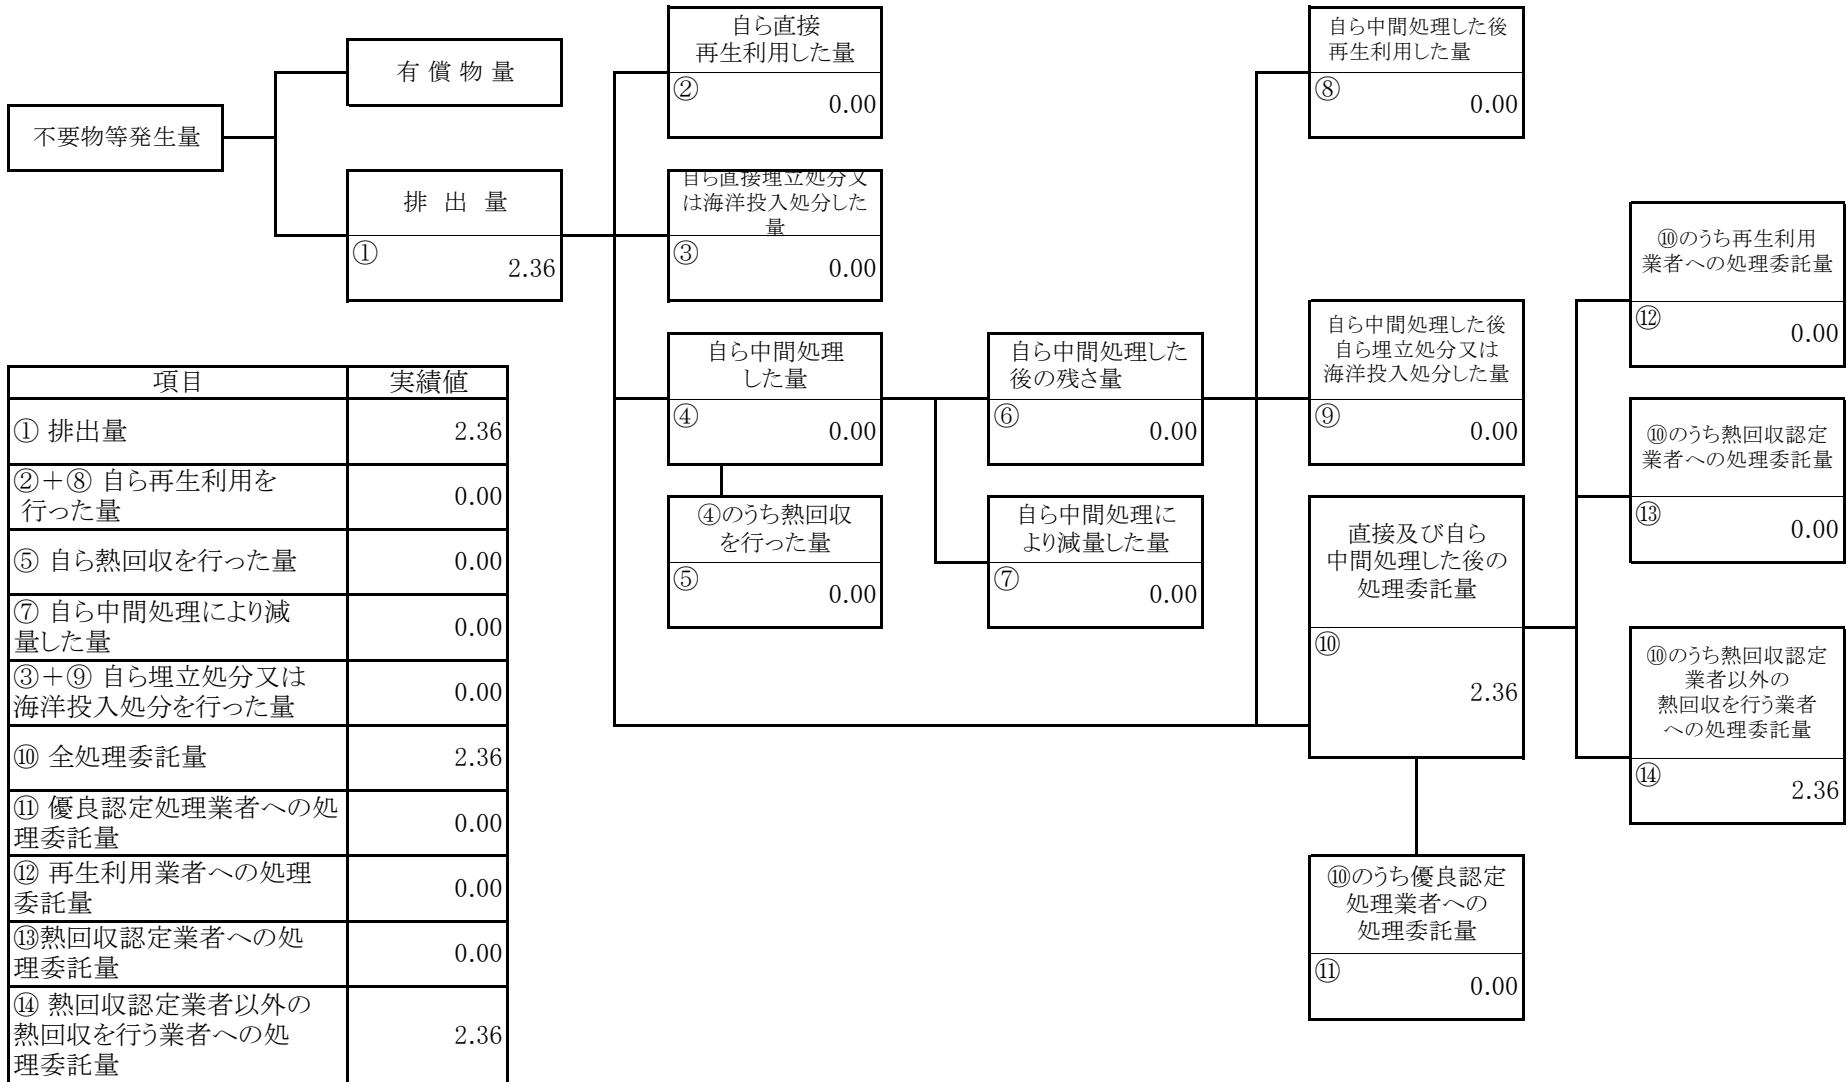 不要物等発生量
有 償 物 量
排 出 量
①
2.36
自ら直接
再生利用した量
②
0.00
自ら直接埋立処分又
は海洋投入処分した
量
③
0.00
自ら中間処理
した量
④
0.00
④のうち熱回収
を行った量
⑤
0.00
自ら中間処理した
後の残さ量
⑥
0.00
自ら中間処理に
より減量した量
⑦
0.00
自ら中間処理した後
再生利用した量
⑧
0.00
自ら中間処理した後
自ら埋立処分又は
海洋投入処分した量
⑨
0.00
直接及び自ら
中間処理した後の
処理委託量
⑩
2.36
⑩のうち優良認定
処理業者への
処理委託量
⑪
0.00
⑩のうち再生利用
業者への処理委託量
⑫
0.00
⑩のうち熱回収認定
業者への処理委託量
⑬
0.00
⑩のうち熱回収認定
業者以外の
熱回収を行う業者
への処理委託量
⑭
2.36
項目 実績値
① 排出量 2.36
②＋⑧ 自ら再生利用を
行った量 0.00
⑤ 自ら熱回収を行った量 0.00
⑦ 自ら中間処理により減
量した量 0.00
③＋⑨ 自ら埋立処分又は
海洋投入処分を行った量 0.00
⑩ 全処理委託量 2.36
⑪ 優良認定処理業者への処
理委託量 0.00
⑫ 再生利用業者への処理
委託量 0.00
⑬熱回収認定業者への処
理委託量 0.00
⑭ 熱回収認定業者以外の
熱回収を行う業者への処
理委託量 2.36